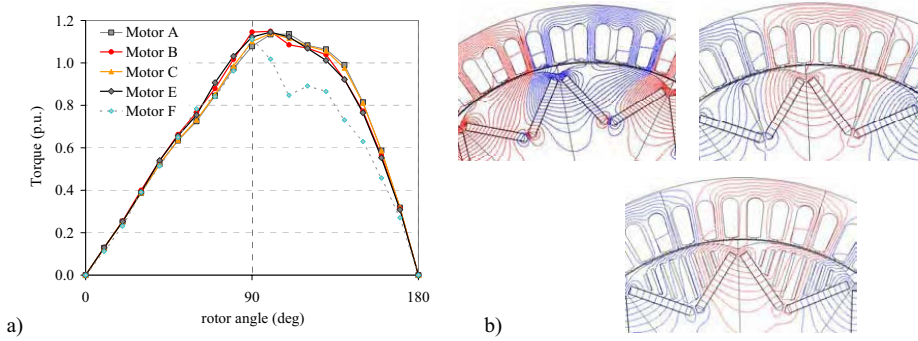 1.2
1.0
0.8
0.6
0.4
0.2
0.0
Torque (p.u.)
Motor A
Motor B
Motor C
Motor E
Motor F
0
90
180
rotor angle (deg)
a)
b)